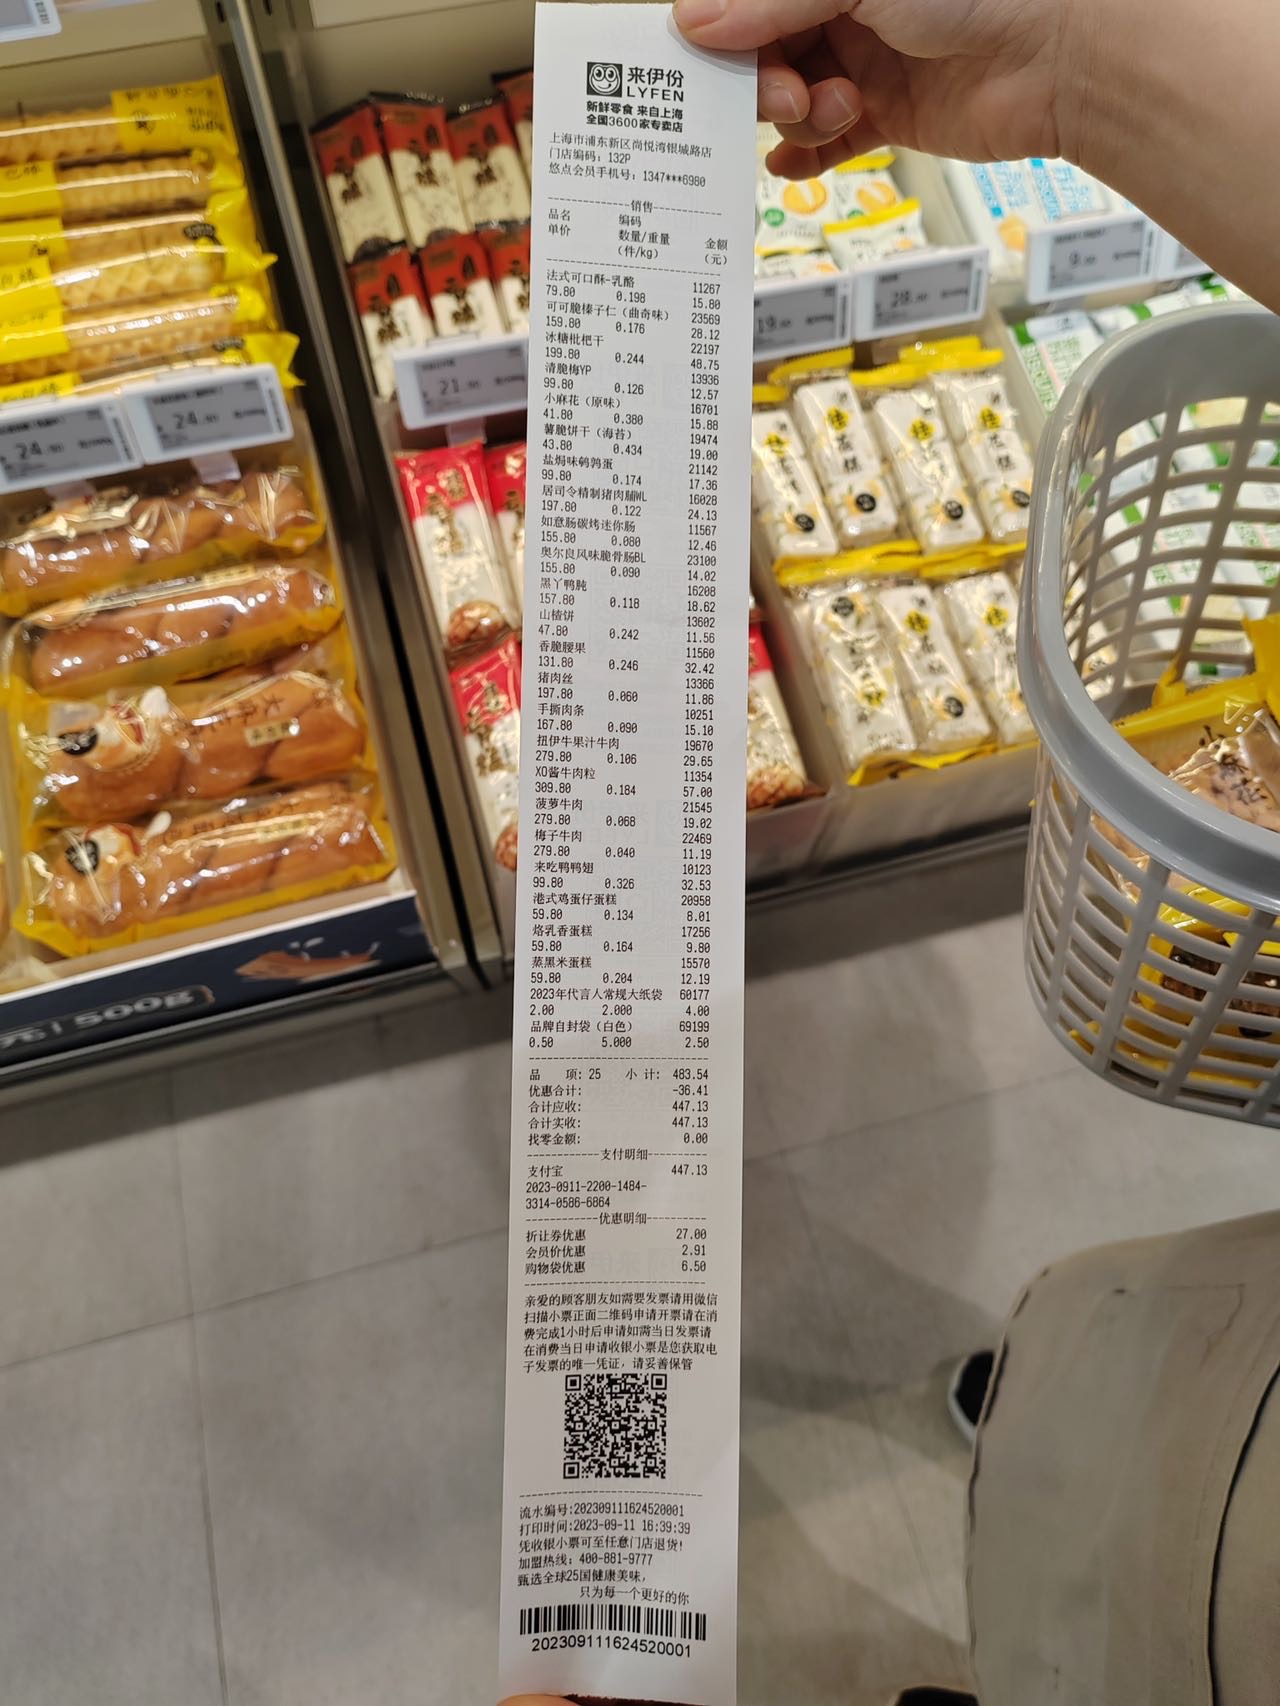 来伊份
LYFEN
新鲜零食 来自上海
全国3600家专卖店
上海市浦东新区尚悦湾银城路店
门店编码：132P
悠点会员手机号：1347***6980
销售
品名 编码 金额
单价 数量/重量 （元）
（件/kg）
法式可口酥-乳酪 11267
79.80 0.198 15.80
可可脆榛子仁（曲奇味） 23569
159.80 0.176 28.12
冰糖枇杷干 22197
199.80 0.244 48.75
清脆梅YP 13936
99.80 0.126 12.57
小麻花（原味） 16701
41.80 0.380 15.88
薯脆饼干（海苔） 19474
43.80 0.434 19.00
盐焗味鹌鹑蛋 21142
99.80 0.174 17.36
居司令精制猪肉脯WL 16028
197.80 0.122 24.13
如意肠碳烤迷你肠 11567
155.80 0.080 12.46
奥尔良风味脆骨肠BL 23100
155.80 0.090 14.02
黑丫鸭肫 16208
157.80 0.118 18.62
山楂饼 13602
47.80 0.242 11.56
香脆腰果 11560
131.80 0.246 32.42
猪肉丝 13366
197.80 0.060 11.86
手撕肉条 10251
167.80 0.090 15.10
扭伊牛果汁牛肉 19670
279.80 0.106 29.65
XO酱牛肉粒 11354
309.80 0.184 57.00
菠萝牛肉 21545
279.80 0.068 19.02
梅子牛肉 22469
279.80 0.040 11.19
来吃鸭鸭翅 10123
99.80 0.326 32.53
港式鸡蛋仔蛋糕 20958
59.80 0.134 8.01
烙乳香蛋糕 17256
59.80 0.164 9.80
蒸黑米蛋糕 15570
59.80 0.204 12.19
2023年代言人常规大纸袋 60177
2.00 2.000 4.00
品牌自封袋（白色） 69199
0.50 5.000 2.50
品 项: 25 小 计: 483.54
优惠合计: -36.41
合计应收: 447.13
合计实收: 447.13
找零金额: 0.00
支付明细
支付宝 447.13
2023-0911-2200-1484-
3314-0586-6864
优惠明细
折让券优惠 27.00
会员价优惠 2.91
购物袋优惠 6.50
亲爱的顾客朋友如需要发票请用微信
扫描小票正面二维码申请开票请在消
费完成1小时后申请如需当日发票请
在消费当日申请收银小票是您获取电
子发票的唯一凭证，请妥善保管
流水编号:202309111624520001
打印时间:2023-09-11 16:39:39
凭收银小票可至任意门店退货!
加盟热线：400-881-9777
甄选全球25国健康美味，
只为每一个更好的你
202309111624520001
24.80
24.80
21.80
19.80
28.80
9.90
桂花糕
元 | 500g